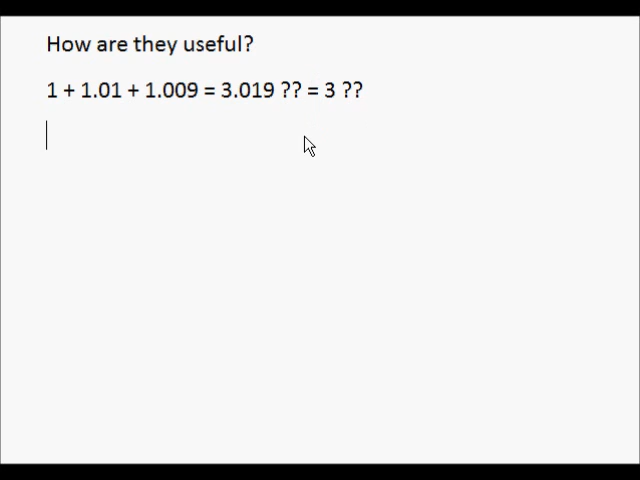 How are they useful?
1 + 1.01 + 1.009 = 3.019 ?? = 3 ??